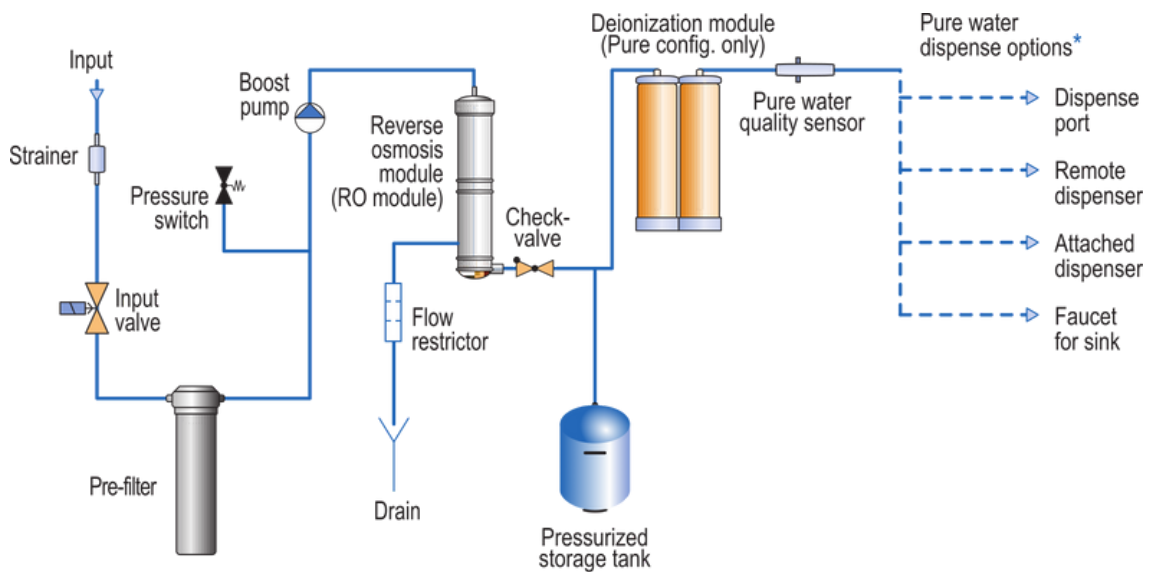 Input
Strainer
Input
valve
Pre-filter
Pressure
switch
Boost
pump
Reverse
osmosis
module
(RO module)
Flow
restrictor
Drain
Check-
valve
Pressurized
storage tank
Deionization module
(Pure config. only)
Pure water
quality sensor
Pure water
dispense options*
Dispense
port
Remote
dispenser
Attached
dispenser
Faucet
for sink